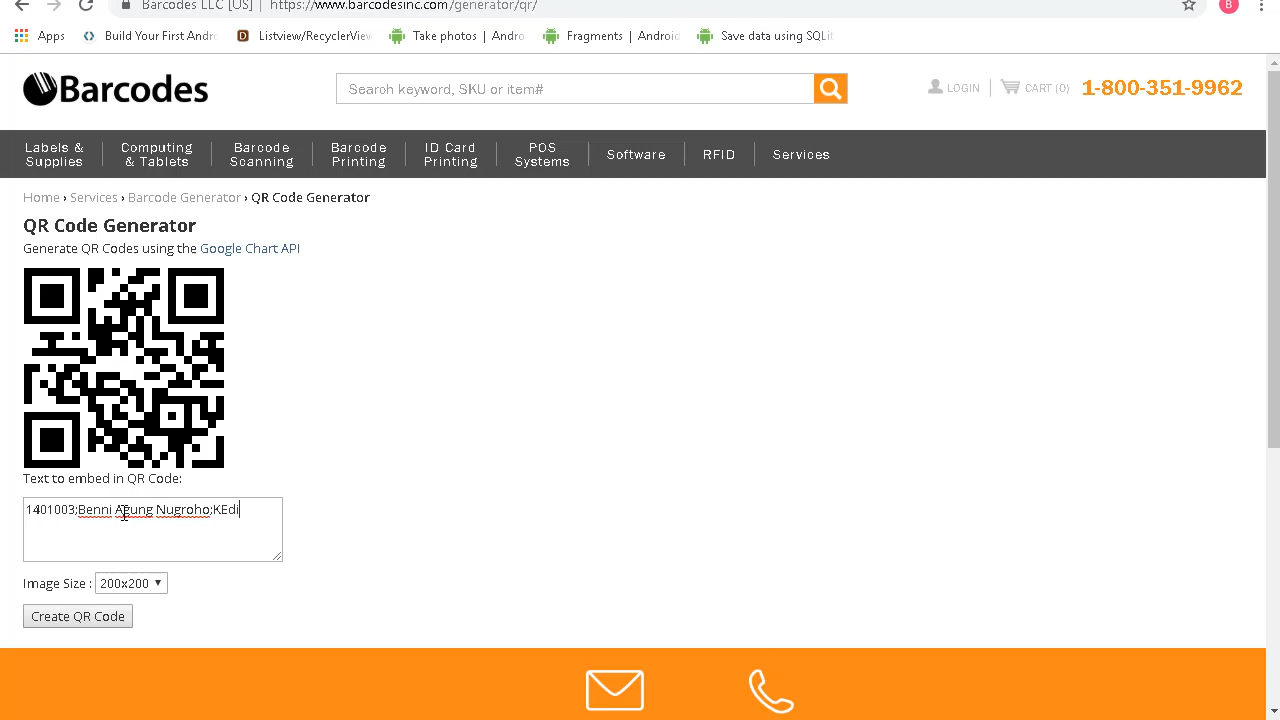 Barcodes LLC [US] | https://www.barcodesinc.com/generator/qr/
B
Apps Build Your First Andro Listview/RecyclerView Take photos | Andro Fragments | Android Save data using SQLit
Barcodes Search keyword, SKU or item# LOGIN CART (0) 1-800-351-9962
Labels & Supplies Computing & Tablets Barcode Scanning Barcode Printing ID Card Printing POS Systems Software RFID Services
Home › Services › Barcode Generator › QR Code Generator
QR Code Generator
Generate QR Codes using the Google Chart API
Text to embed in QR Code:
1401003;Benni Agung Nugroho;KEdi
Image Size : 200x200
Create QR Code